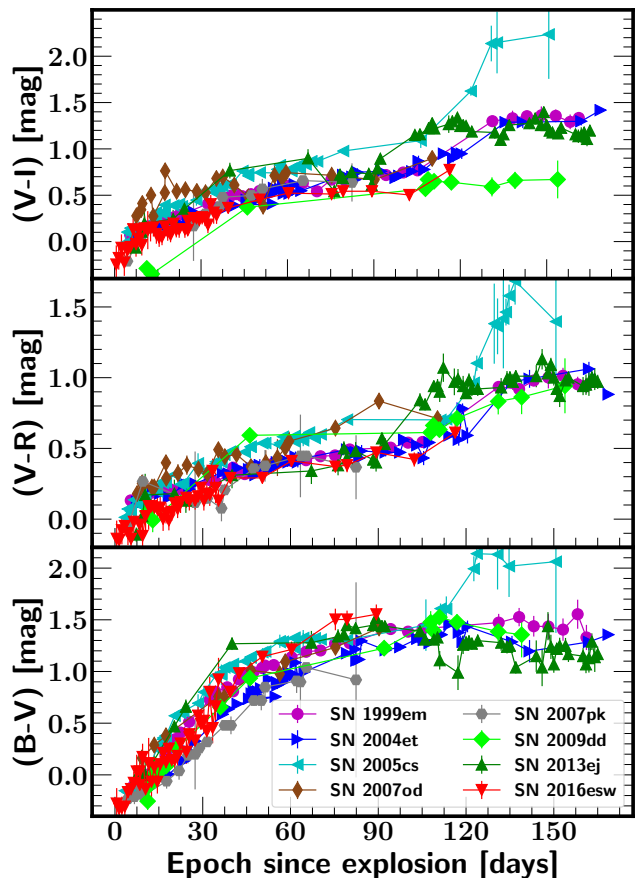 2.0
1.5
1.0
0.5
0.0
(V-I) [mag]
1.5
1.0
0.5
0.0
(V-R) [mag]
2.0
1.5
1.0
0.5
0.0
(B-V) [mag]
SN 1999em
SN 2004et
SN 2005cs
SN 2007od
SN 2007pk
SN 2009dd
SN 2013ej
SN 2016esw
0 30 60 90 120 150
Epoch since explosion [days]